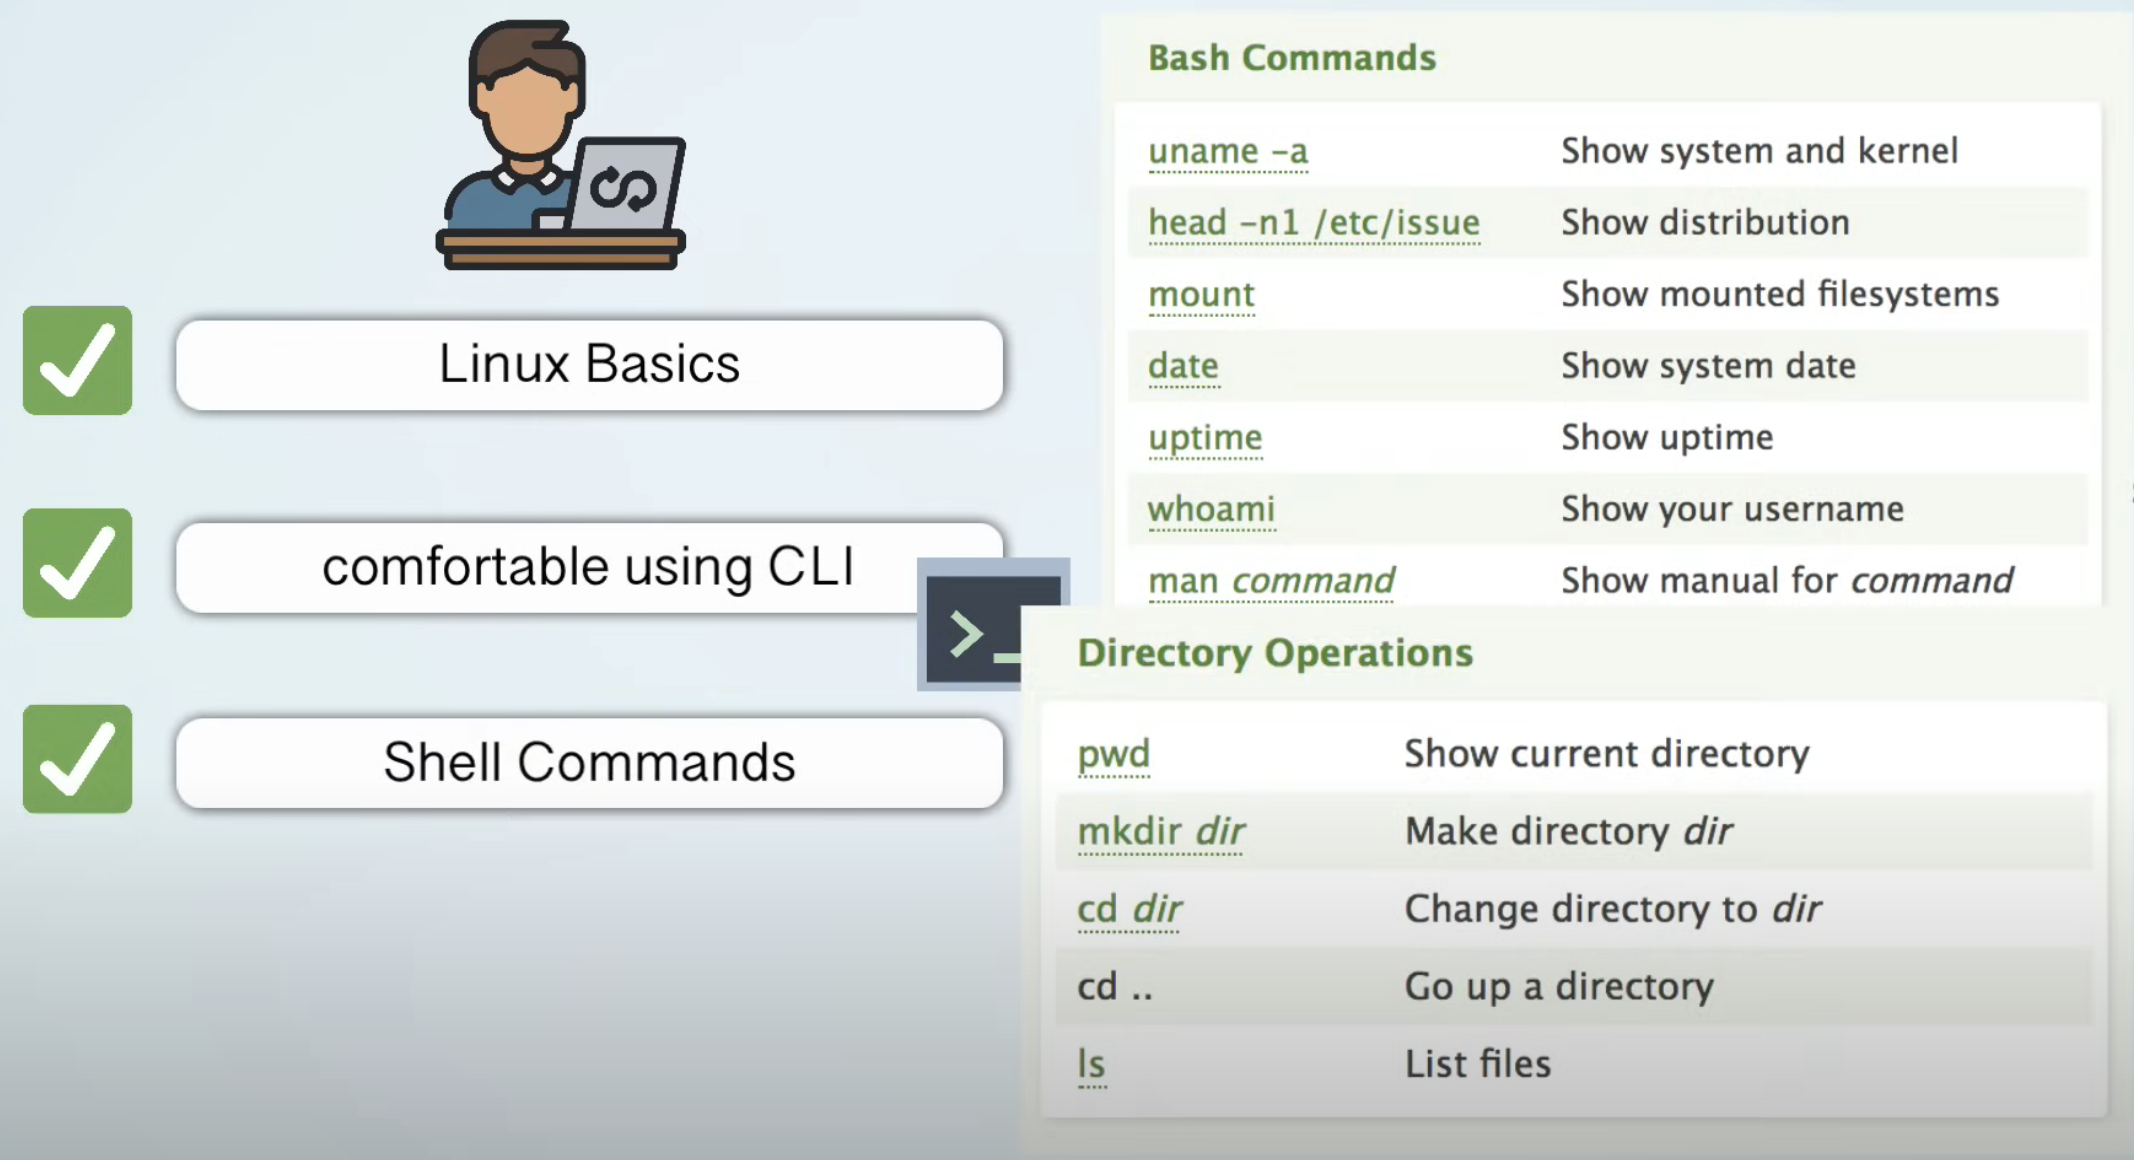 Linux Basics
comfortable using CLI
>_
Shell Commands
Bash Commands
uname -a Show system and kernel
head -n1 /etc/issue Show distribution
mount Show mounted filesystems
date Show system date
uptime Show uptime
whoami Show your username
man command Show manual for command
Directory Operations
pwd Show current directory
mkdir dir Make directory dir
cd dir Change directory to dir
cd .. Go up a directory
ls List files